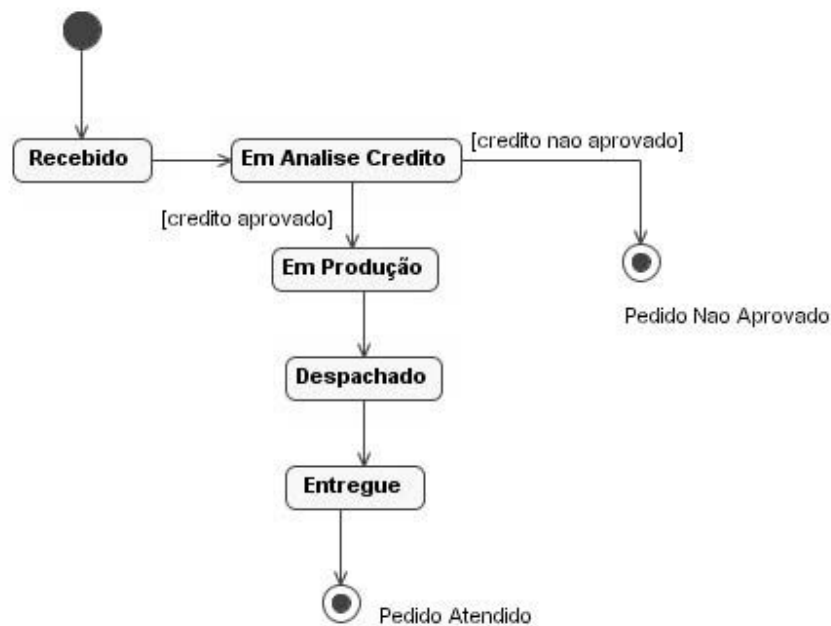 Recebido
Em Analise Credito
[credito nao aprovado]
[credito aprovado]
Em Produção
Pedido Nao Aprovado
Despachado
Entregue
Pedido Atendido